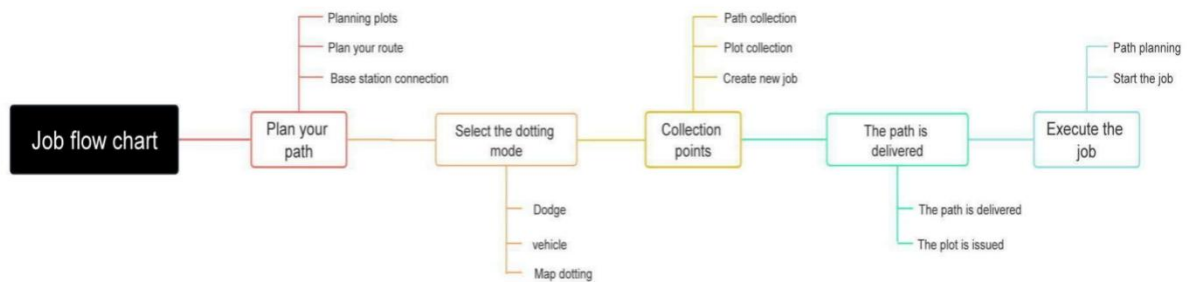 Job flow chart
Planning plots
Plan your route
Base station connection
Plan your
path
Select the dotting
mode
Dodge
vehicle
Map dotting
Path collection
Plot collection
Create new job
Collection
points
The path is
delivered
The path is delivered
The plot is issued
Path planning
Start the job
Execute the
job